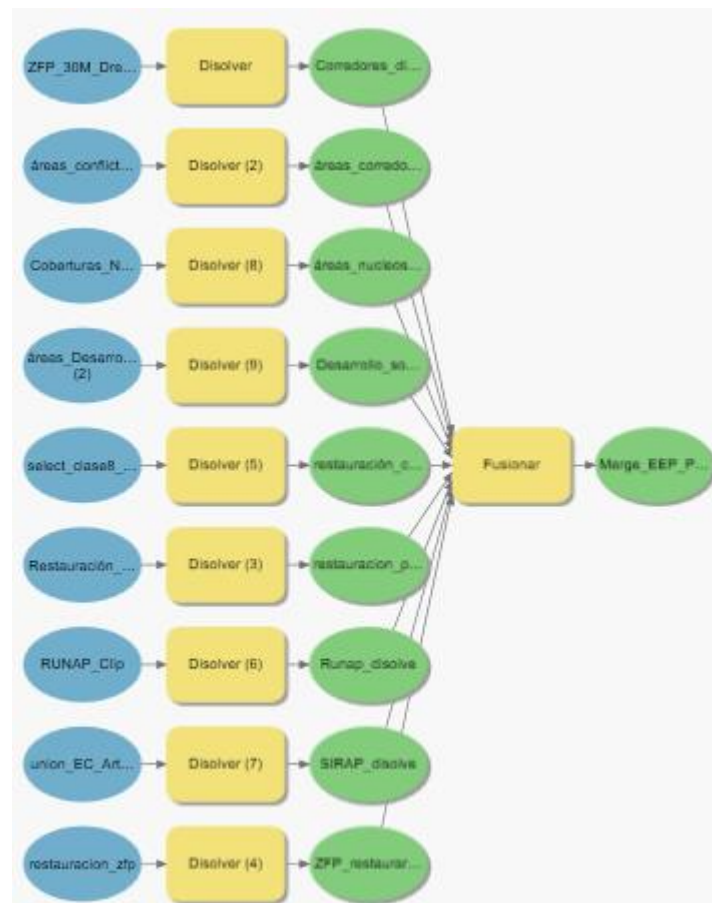 ZFP_30M_Dre...
Disolver
Corredores_di...
áreas_conflict...
Disolver (2)
áreas_corredo...
Coberturas_N...
Disolver (8)
áreas_nucleos...
áreas_Desarro...
(2)
Disolver (9)
Desarrollo_so...
select_clase8_...
Disolver (5)
restauración_c...
Fusionar
Merge_EEP_P...
Restauración_...
Disolver (3)
restauracion_p...
RUNAP_Clip
Disolver (6)
Runap_disolve
union_EC_Art...
Disolver (7)
SIRAP_disolve
restauracion_zfp
Disolver (4)
ZFP_restaurar...